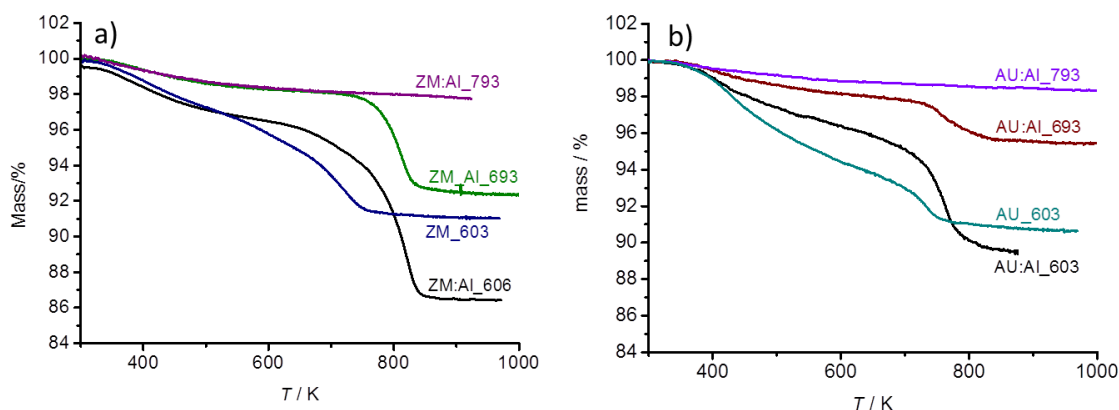 a)
102
100
98
96
94
92
90
88
86
84
Mass/%
400
600
800
1000
T / K
ZM:Al_793
ZM_Al_693
ZM_603
ZM:Al_606
b)
102
100
98
96
94
92
90
88
86
84
mass / %
400
600
800
1000
T / K
AU:Al_793
AU:Al_693
AU_603
AU:Al_603